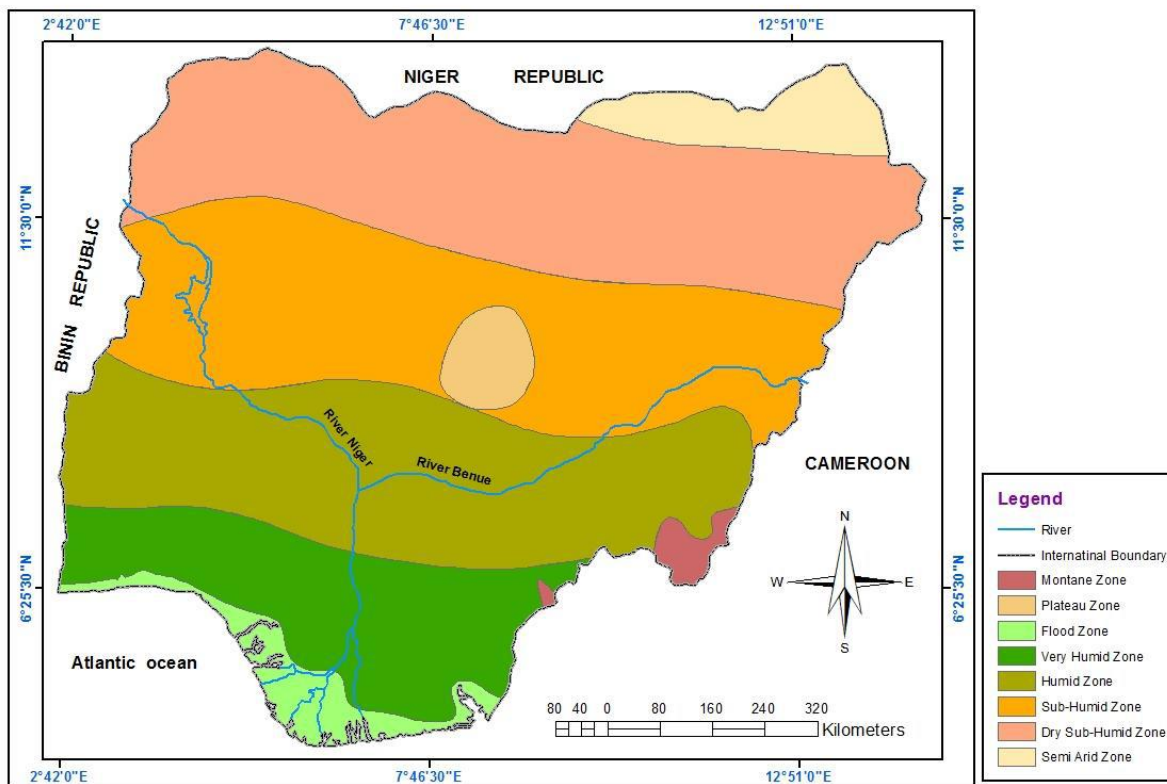 2°42'0"E 7°46'30"E 12°51'0"E
NIGER REPUBLIC
11°30'0"N 11°30'0"N
BININ REPUBLIC
River Niger
River Benue
CAMEROON
N
W E
S
6°25'30"N 6°25'30"N
Atlantic ocean
80 40 0 80 160 240 320
Kilometers
2°42'0"E 7°46'30"E 12°51'0"E
Legend
River
Internatinal Boundary
Montane Zone
Plateau Zone
Flood Zone
Very Humid Zone
Humid Zone
Sub-Humid Zone
Dry Sub-Humid Zone
Semi Arid Zone